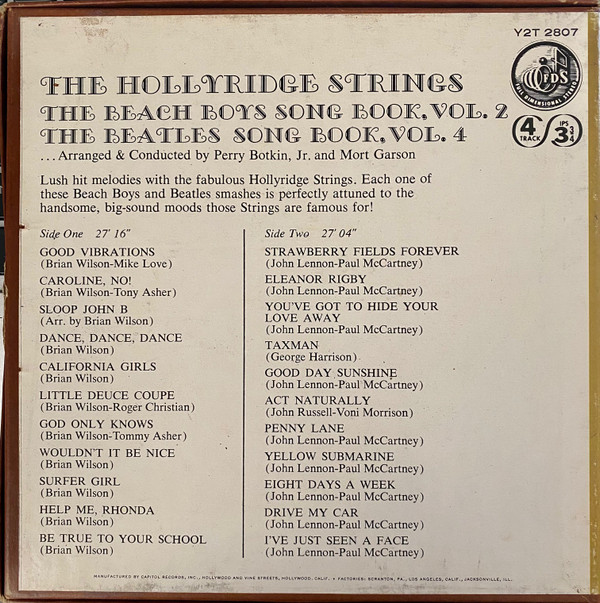 Y2T 2807
FDS
FULL DIMENSIONAL STEREO
THE HOLLYRIDGE STRINGS
THE BEACH BOYS SONG BOOK, VOL. 2
THE BEATLES SONG BOOK, VOL. 4
4 TRACK
IPS 3 3/4
...Arranged & Conducted by Perry Botkin, Jr. and Mort Garson
Lush hit melodies with the fabulous Hollyridge Strings. Each one of
these Beach Boys and Beatles smashes is perfectly attuned to the
handsome, big-sound moods those Strings are famous for!
Side One 27' 16"
GOOD VIBRATIONS
(Brian Wilson-Mike Love)
CAROLINE, NO!
(Brian Wilson-Tony Asher)
SLOOP JOHN B
(Arr. by Brian Wilson)
DANCE, DANCE, DANCE
(Brian Wilson)
CALIFORNIA GIRLS
(Brian Wilson)
LITTLE DEUCE COUPE
(Brian Wilson-Roger Christian)
GOD ONLY KNOWS
(Brian Wilson-Tommy Asher)
WOULDN'T IT BE NICE
(Brian Wilson)
SURFER GIRL
(Brian Wilson)
HELP ME, RHONDA
(Brian Wilson)
BE TRUE TO YOUR SCHOOL
(Brian Wilson)
Side Two 27' 04"
STRAWBERRY FIELDS FOREVER
(John Lennon-Paul McCartney)
ELEANOR RIGBY
(John Lennon-Paul McCartney)
YOU'VE GOT TO HIDE YOUR
LOVE AWAY
(John Lennon-Paul McCartney)
TAXMAN
(George Harrison)
GOOD DAY SUNSHINE
(John Lennon-Paul McCartney)
ACT NATURALLY
(John Russell-Voni Morrison)
PENNY LANE
(John Lennon-Paul McCartney)
YELLOW SUBMARINE
(John Lennon-Paul McCartney)
EIGHT DAYS A WEEK
(John Lennon-Paul McCartney)
DRIVE MY CAR
(John Lennon-Paul McCartney)
I'VE JUST SEEN A FACE
(John Lennon-Paul McCartney)
MANUFACTURED BY CAPITOL RECORDS, INC., HOLLYWOOD AND VINE STREETS, HOLLYWOOD, CALIF. • FACTORIES: SCRANTON, PA., LOS ANGELES, CALIF., JACKSONVILLE, ILL.